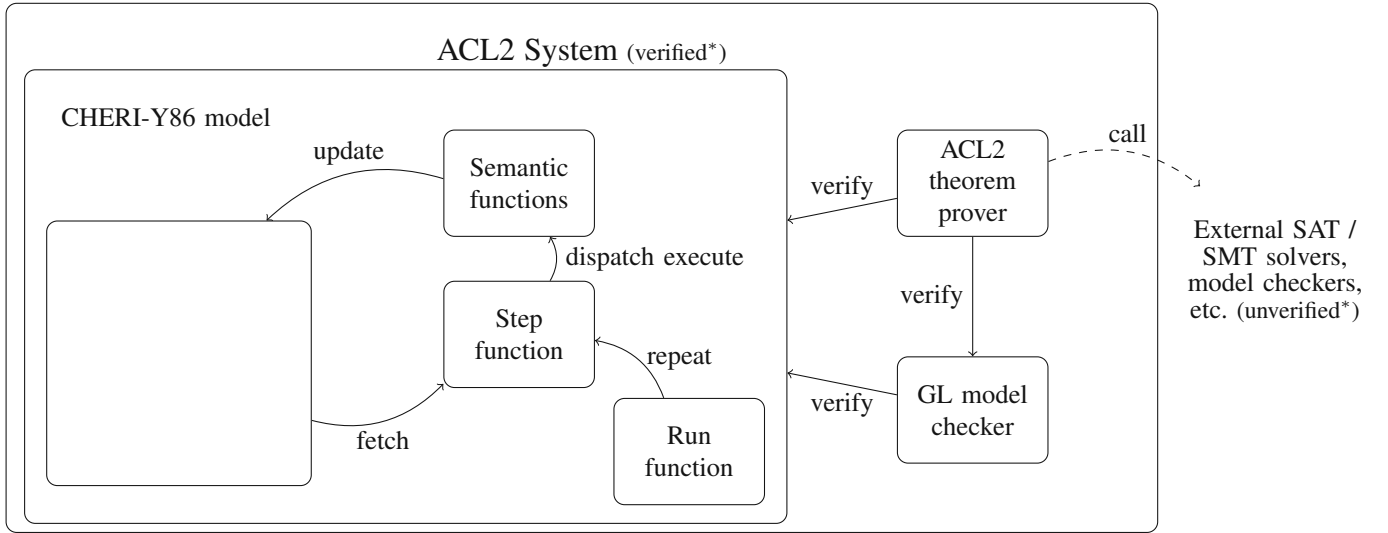 ACL2 System (verified*)
CHERI-Y86 model
update
Semantic
functions
dispatch execute
Step
function
repeat
fetch
Run
function
verify
ACL2
theorem
prover
call
External SAT /
SMT solvers,
model checkers,
etc. (unverified*)
verify
verify
GL model
checker